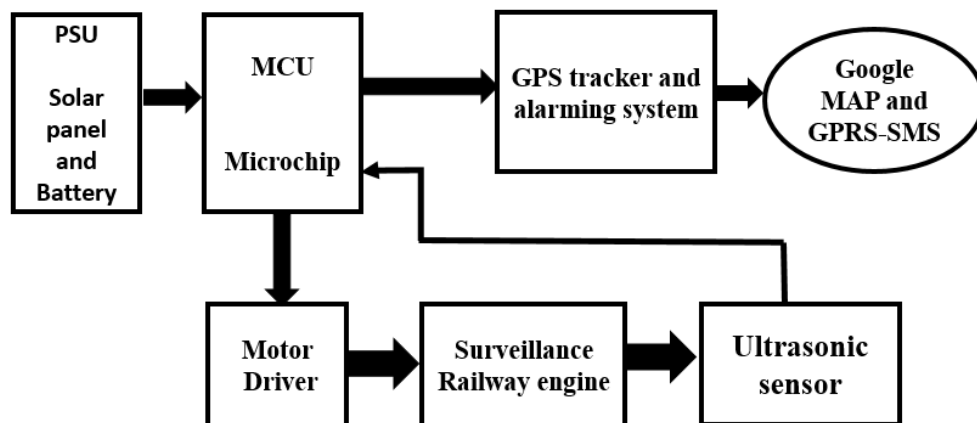 PSU
Solar
panel
and
Battery
MCU
Microchip
GPS tracker and
alarming system
Google
MAP and
GPRS-SMS
Motor
Driver
Surveillance
Railway engine
Ultrasonic
sensor